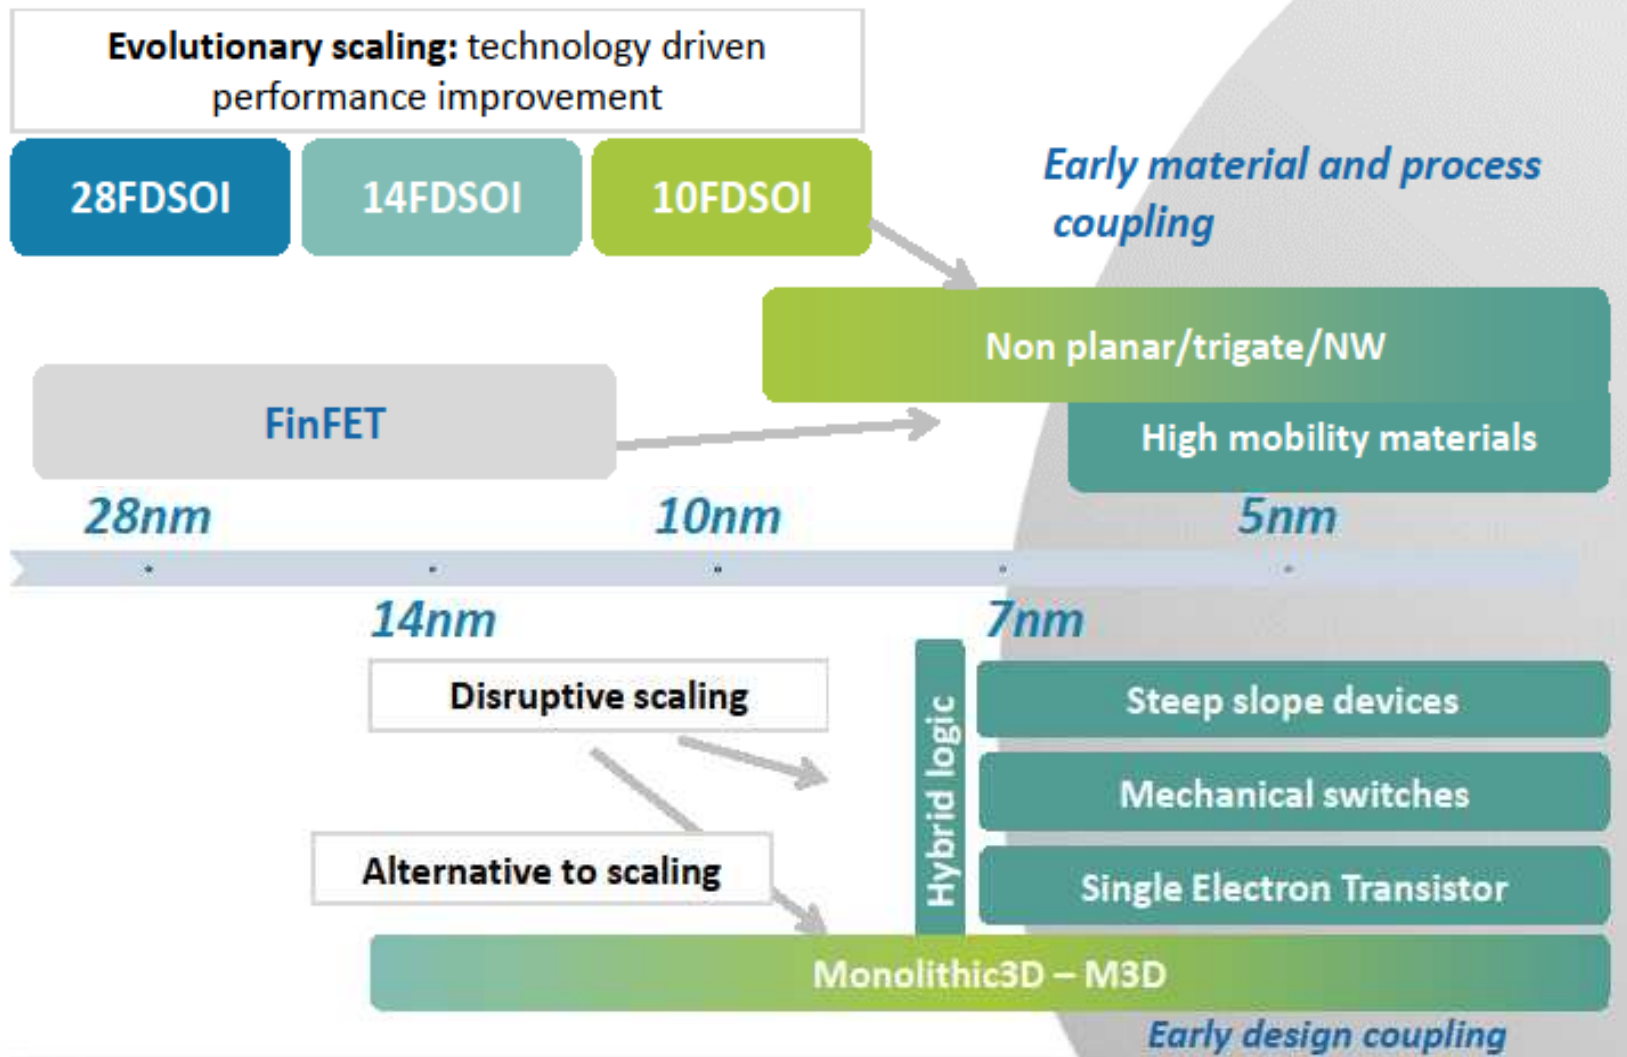 Evolutionary scaling: technology driven
performance improvement
28FDSOI
14FDSOI
10FDSOI
Early material and process
coupling
Non planar/trigate/NW
FinFET
High mobility materials
28nm
10nm
5nm
14nm
7nm
Disruptive scaling
Hybrid logic
Steep slope devices
Mechanical switches
Alternative to scaling
Single Electron Transistor
Monolithic3D – M3D
Early design coupling